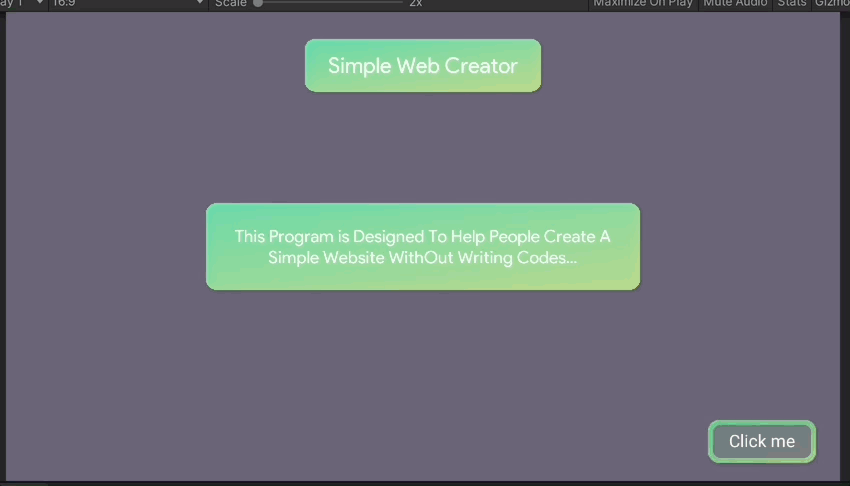 ay 1 16:9 Scale 2x Maximize On Play Mute Audio Stats Gizmo
Simple Web Creator
This Program is Designed To Help People Create A
Simple Website WithOut Writing Codes...
Click me